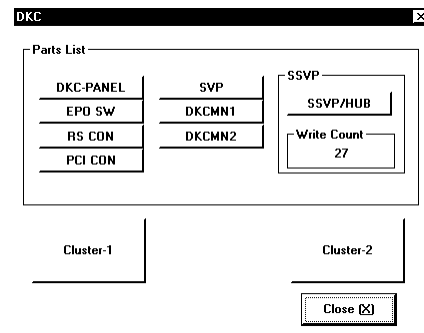 DKC
Parts List
DKC-PANEL
EPO SW
RS CON
PCI CON
SVP
DKCMN1
DKCMN2
SSVP
SSVP/HUB
Write Count
27
Cluster-1
Cluster-2
Close (X)